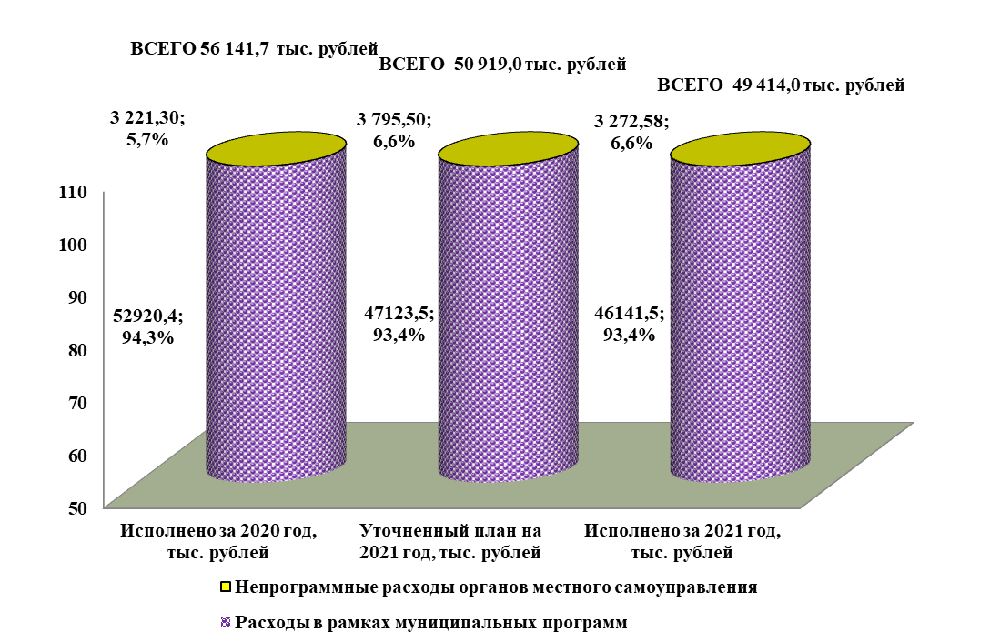 ВСЕГО 56 141,7 тыс. рублей
ВСЕГО 50 919,0 тыс. рублей
ВСЕГО 49 414,0 тыс. рублей
3 221,30;
5,7%
3 795,50;
6,6%
3 272,58;
6,6%
110
100
90
80
70
60
50
52920,4;
94,3%
47123,5;
93,4%
46141,5;
93,4%
Исполнено за 2020 год,
тыс. рублей
Уточненный план на
2021 год, тыс. рублей
Исполнено за 2021 год,
тыс. рублей
Непрограммные расходы органов местного самоуправления
Расходы в рамках муниципальных программ